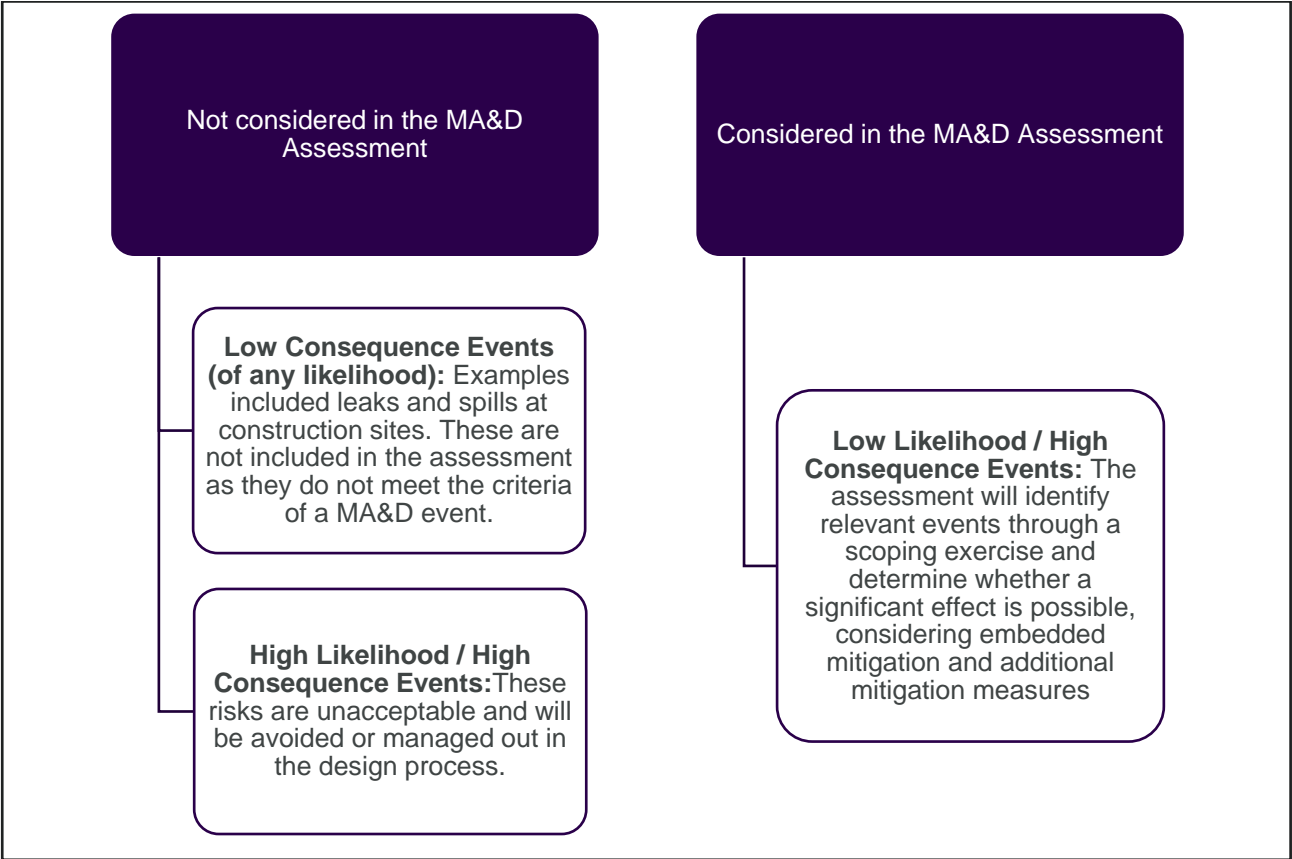 Not considered in the MA&D
Assessment
Low Consequence Events
(of any likelihood): Examples
included leaks and spills at
construction sites. These are
not included in the assessment
as they do not meet the criteria
of a MA&D event.
High Likelihood / High
Consequence Events:These
risks are unacceptable and will
be avoided or managed out in
the design process.
Considered in the MA&D Assessment
Low Likelihood / High
Consequence Events: The
assessment will identify
relevant events through a
scoping exercise and
determine whether a
significant effect is possible,
considering embedded
mitigation and additional
mitigation measures